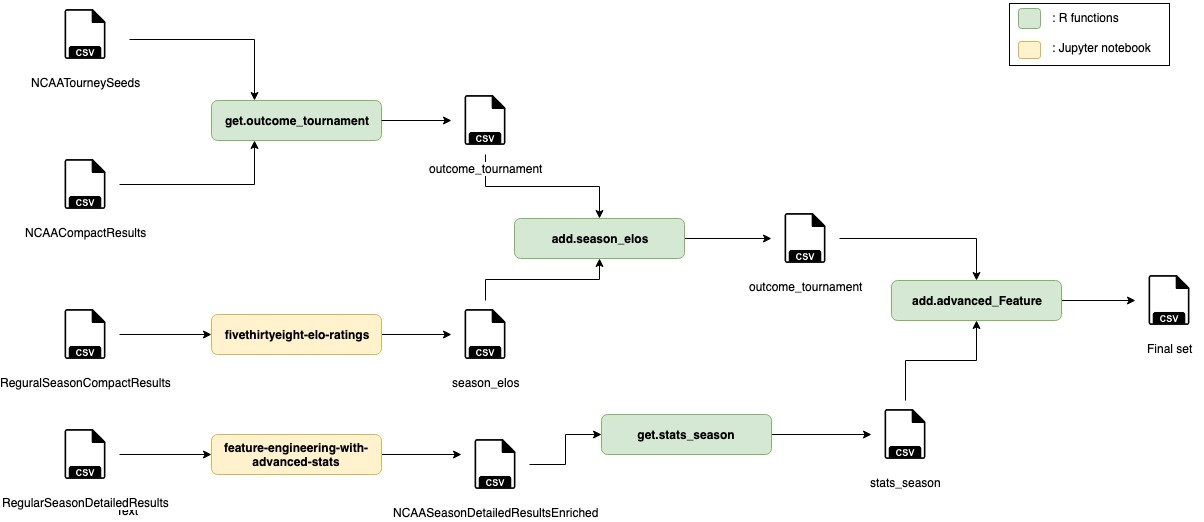 : R functions
: Jupyter notebook
CSV
NCAATourneySeeds
get.outcome_tournament
CSV
outcome_tournament
CSV
NCAACompactResults
add.season_elos
CSV
outcome_tournament
add.advanced_Feature
CSV
Final set
CSV
ReguralSeasonCompactResults
fivethirtyeight-elo-ratings
CSV
season_elos
CSV
RegularSeasonDetailedResults
Text
feature-engineering-with-
advanced-stats
CSV
NCAASeasonDetailedResultsEnriched
get.stats_season
CSV
stats_season